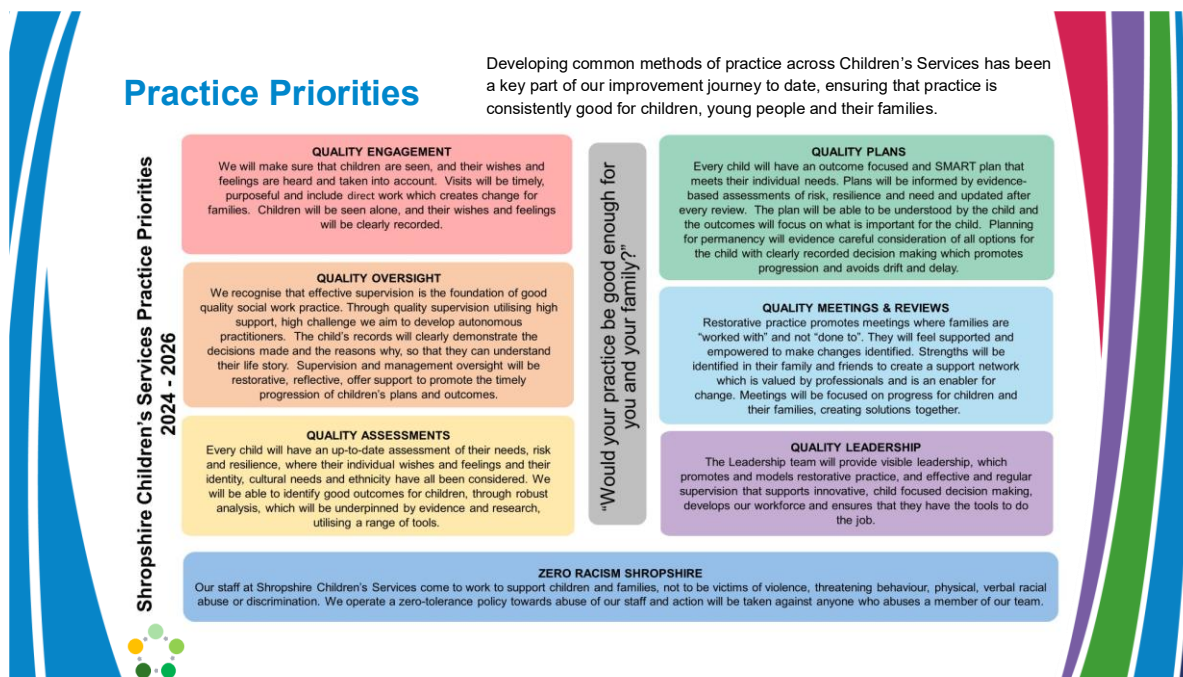 Practice Priorities
Developing common methods of practice across Children’s Services has been
a key part of our improvement journey to date, ensuring that practice is
consistently good for children, young people and their families.
Shropshire Children’s Services Practice Priorities
2024 - 2026
QUALITY ENGAGEMENT
We will make sure that children are seen, and their wishes and
feelings are heard and taken into account. Visits will be timely,
purposeful and include direct work which creates change for
families. Children will be seen alone, and their wishes and feelings
will be clearly recorded.
QUALITY OVERSIGHT
We recognise that effective supervision is the foundation of good
quality social work practice. Through quality supervision utilising high
support, high challenge we aim to develop autonomous
practitioners. The child’s records will clearly demonstrate the
decisions made and the reasons why, so that they can understand
their life story. Supervision and management oversight will be
restorative, reflective, offer support to promote the timely
progression of children’s plans and outcomes.
QUALITY ASSESSMENTS
Every child will have an up-to-date assessment of their needs, risk
and resilience, where their individual wishes and feelings and their
identity, cultural needs and ethnicity have all been considered. We
will be able to identify good outcomes for children, through robust
analysis, which will be underpinned by evidence and research,
utilising a range of tools.
“Would your practice be good enough for
you and your family?”
QUALITY PLANS
Every child will have an outcome focused and SMART plan that
meets their individual needs. Plans will be informed by evidence-
based assessments of risk, resilience and need and updated after
every review. The plan will be able to be understood by the child and
the outcomes will focus on what is important for the child. Planning
for permanency will evidence careful consideration of all options for
the child with clearly recorded decision making which promotes
progression and avoids drift and delay.
QUALITY MEETINGS & REVIEWS
Restorative practice promotes meetings where families are
“worked with” and not “done to”. They will feel supported and
empowered to make changes identified. Strengths will be
identified in their family and friends to create a support network
which is valued by professionals and is an enabler for
change. Meetings will be focused on progress for children and
their families, creating solutions together.
QUALITY LEADERSHIP
The Leadership team will provide visible leadership, which
promotes and models restorative practice, and effective and regular
supervision that supports innovative, child focused decision making,
develops our workforce and ensures that they have the tools to do
the job.
ZERO RACISM SHROPSHIRE
Our staff at Shropshire Children’s Services come to work to support children and families, not to be victims of violence, threatening behaviour, physical, verbal racial
abuse or discrimination. We operate a zero-tolerance policy towards abuse of our staff and action will be taken against anyone who abuses a member of our team.